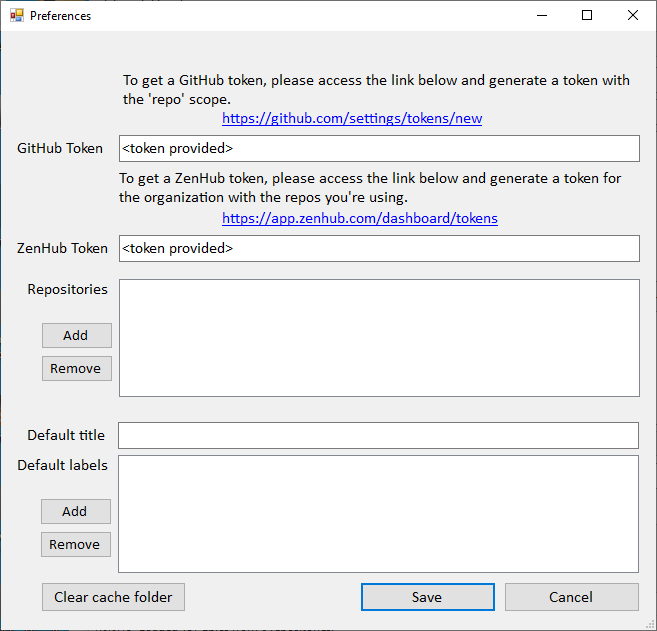 Preferences
To get a GitHub token, please access the link below and generate a token with
the 'repo' scope.
https://github.com/settings/tokens/new
GitHub Token <token provided>
To get a ZenHub token, please access the link below and generate a token for
the organization with the repos you're using.
https://app.zenhub.com/dashboard/tokens
ZenHub Token <token provided>
Repositories
Add
Remove
Default title
Default labels
Add
Remove
Clear cache folder Save Cancel